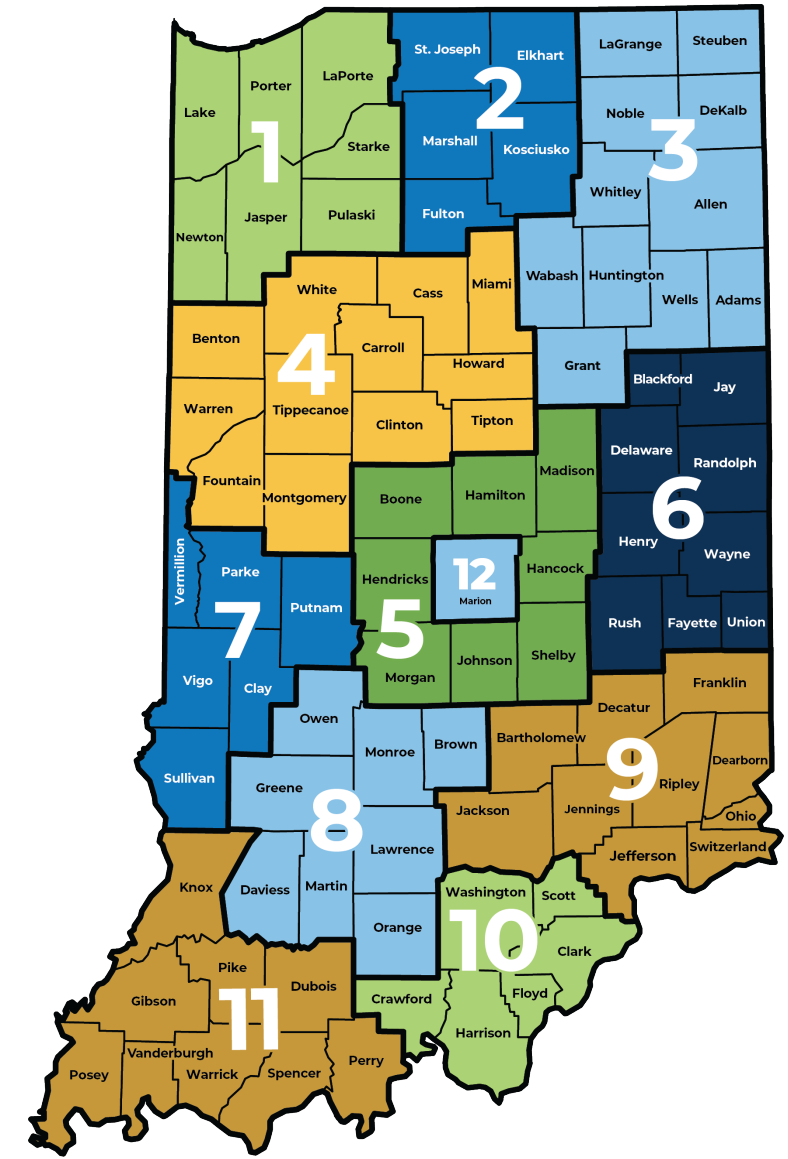 St. Joseph
Elkhart
LaGrange
Steuben
LaPorte
Porter
Lake
1
Starke
2
Marshall
Kosciusko
Noble
DeKalb
3
Whitley
Allen
Newton
Jasper
Pulaski
Fulton
Wabash
Huntington
Wells
Adams
White
Cass
Miami
Benton
4
Carroll
Howard
Grant
Blackford
Jay
Warren
Tippecanoe
Clinton
Tipton
Fountain
Montgomery
Boone
Hamilton
Madison
Delaware
Randolph
6
Henry
Wayne
Vermillion
Parke
Putnam
7
Hendricks
12
Marion
Hancock
5
Rush
Fayette
Union
Vigo
Clay
Morgan
Johnson
Shelby
Sullivan
Owen
Monroe
Brown
Bartholomew
Decatur
Franklin
Greene
8
Lawrence
Jackson
Jennings
9
Ripley
Dearborn
Ohio
Switzerland
Jefferson
Knox
Daviess
Martin
Orange
Washington
Scott
10
Clark
Floyd
Crawford
Harrison
Pike
Dubois
Gibson
11
Posey
Vanderburgh
Warrick
Spencer
Perry